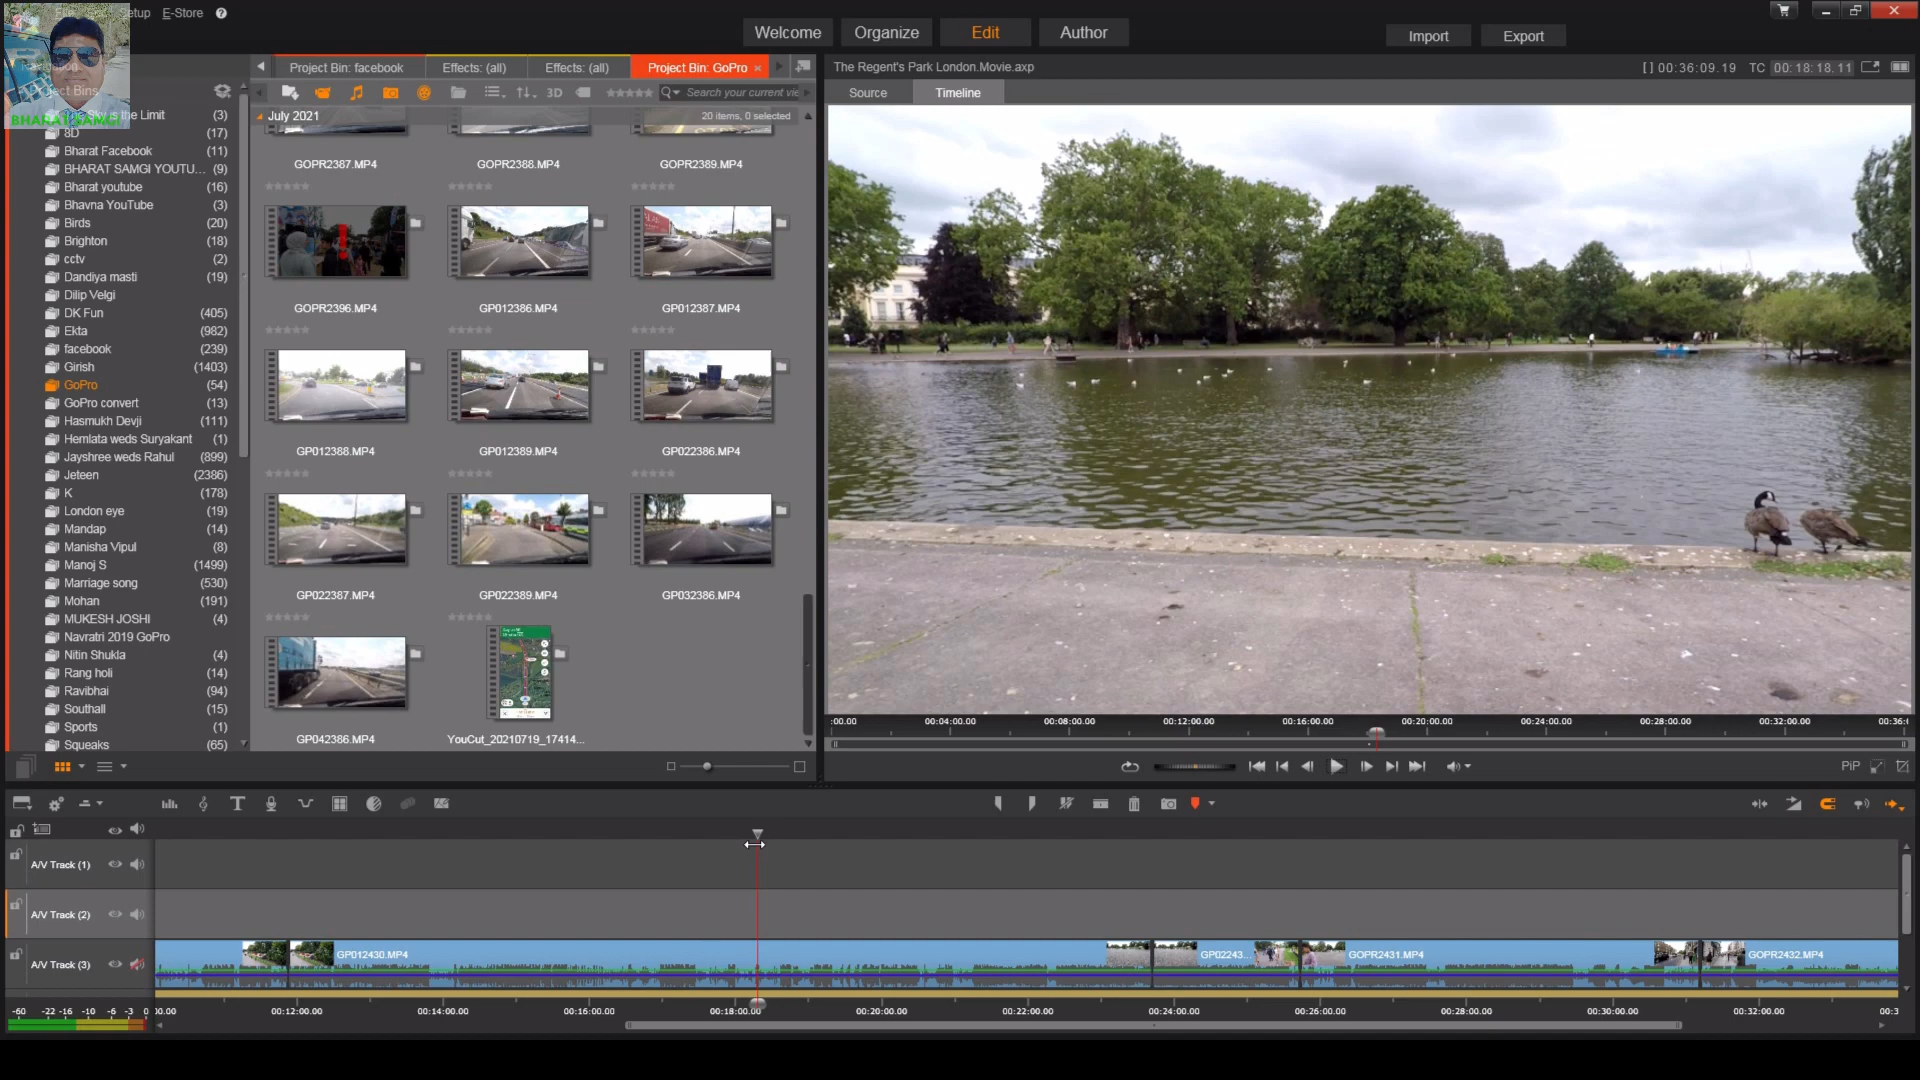 Setup E-Store
Welcome Organize Edit Author
Import Export
BHARAT SAMGI
Project Bins
Project Bin: facebook Effects: (all) Effects: (all) Project Bin: GoPro ×
3D Search your current vie
July 2021 20 items, 0 selected
The Sky is the Limit (3)
8D (17)
Bharat Facebook (11)
BHARAT SAMGI YOUTU... (9)
Bharat youtube (16)
Bhavna YouTube (3)
Birds (20)
Brighton (18)
cctv (2)
Dandiya masti (19)
Dilip Velgi
DK Fun (405)
Ekta (982)
facebook (239)
Girish (1403)
GoPro (54)
GoPro convert (13)
Hasmukh Devji (111)
Hemlata weds Suryakant (1)
Jayshree weds Rahul (899)
Jeteen (2386)
K (178)
London eye (19)
Mandap (14)
Manisha Vipul (8)
Manoj S (1499)
Marriage song (530)
Mohan (191)
MUKESH JOSHI (4)
Navratri 2019 GoPro
Nitin Shukla (4)
Rang holi (14)
Ravibhai (94)
Southall (15)
Sports (1)
Squeaks (65)
GOPR2387.MP4 GOPR2388.MP4 GOPR2389.MP4
GOPR2396.MP4 GP012386.MP4 GP012387.MP4
GP012388.MP4 GP012389.MP4 GP022386.MP4
GP022387.MP4 GP022389.MP4 GP032386.MP4
GP042386.MP4 YouCut_20210719_17414...
The Regent's Park London.Movie.axp [ ] 00:36:09.19 TC 00:18:18.11
Source Timeline
:00.00 00:04:00.00 00:08:00.00 00:12:00.00 00:16:00.00 00:20:00.00 00:24:00.00 00:28:00.00 00:32:00.00 00:36:
PiP
A/V Track (1)
A/V Track (2)
A/V Track (3)
GP012430.MP4 GP02243... GOPR2431.MP4 GOPR2432.MP4
-60 -22 -16 -10 -6 -3 0
00.00 00:12:00.00 00:14:00.00 00:16:00.00 00:18:00.00 00:20:00.00 00:22:00.00 00:24:00.00 00:26:00.00 00:28:00.00 00:30:00.00 00:32:00.00 00:3